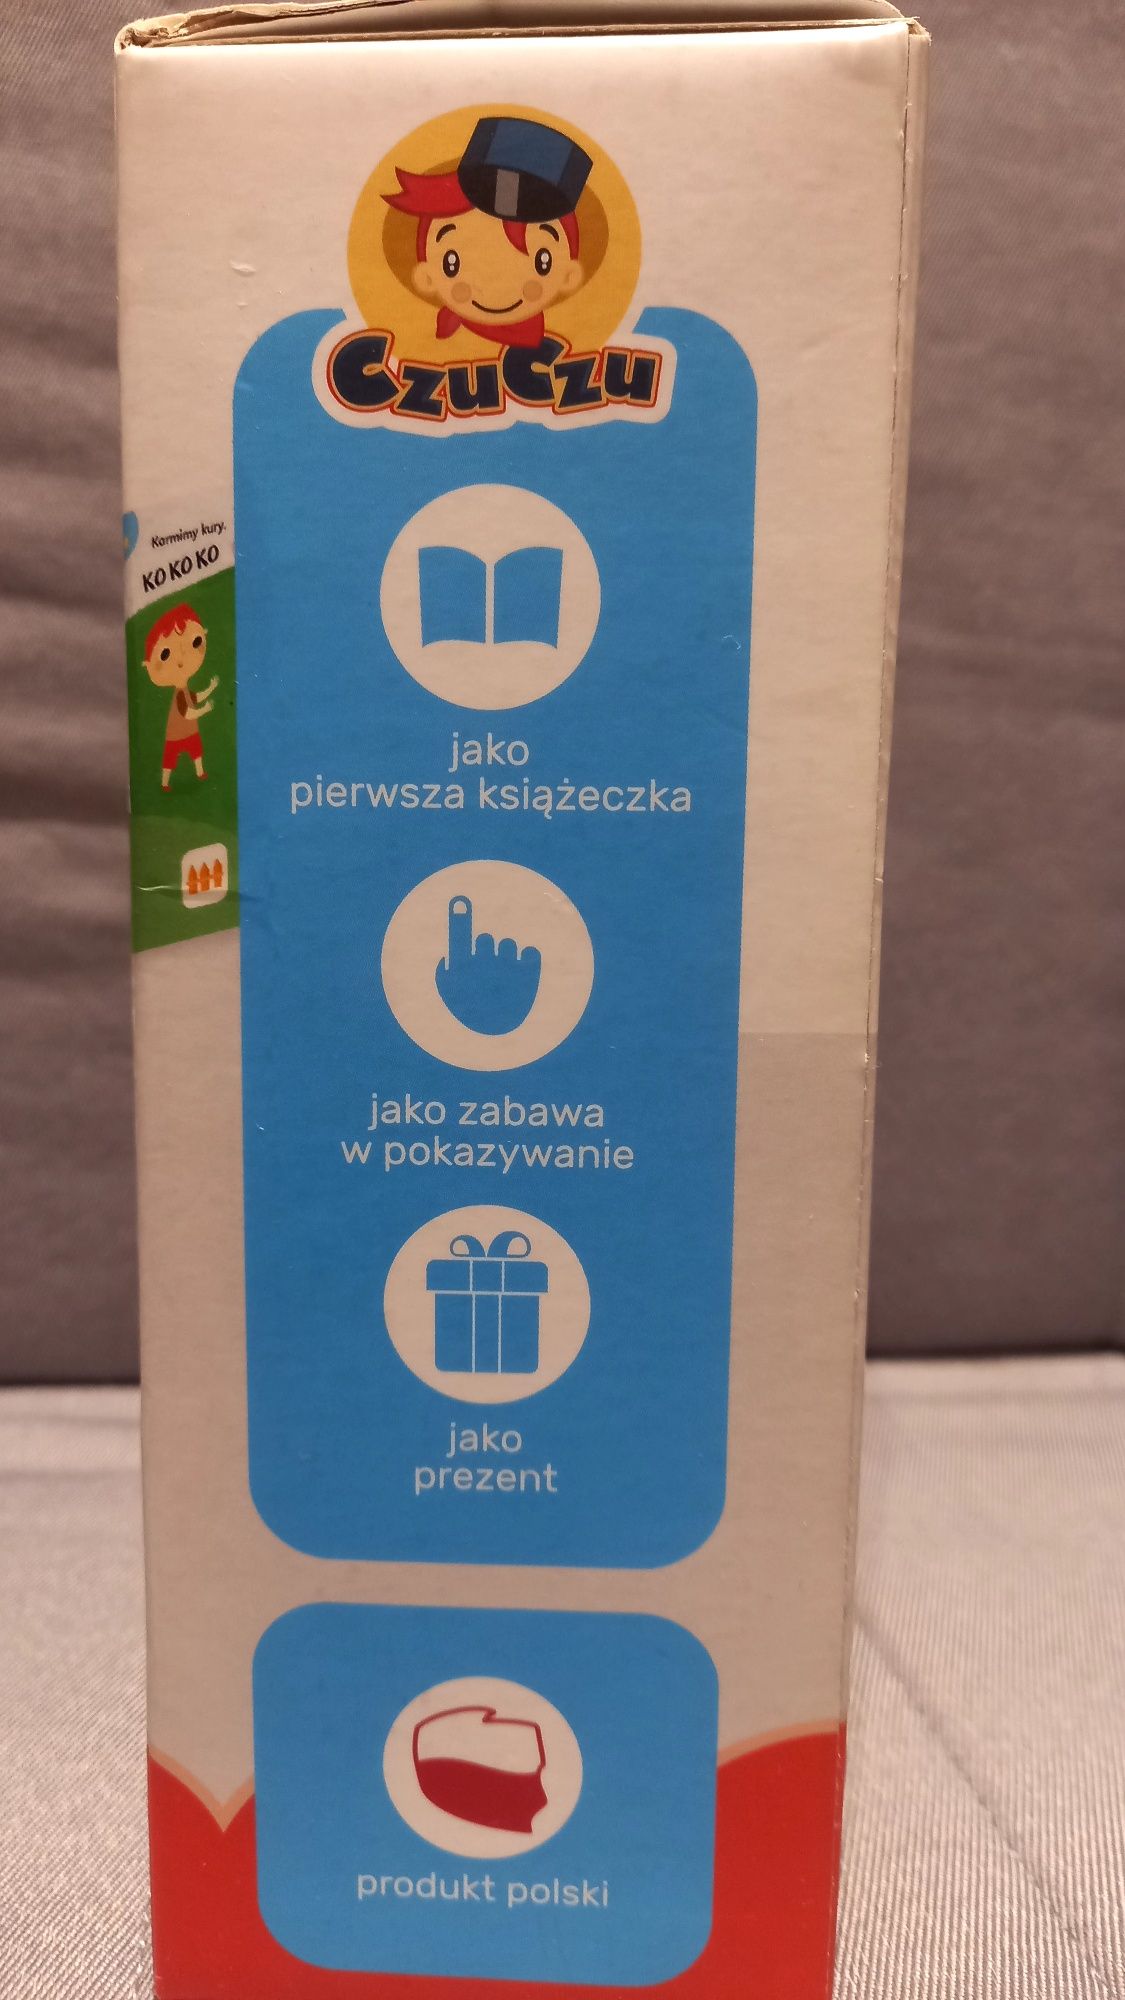 CzuCzu
Karmimy kury.
KO KO KO
jako
pierwsza książeczka
jako zabawa
w pokazywanie
jako
prezent
produkt polski